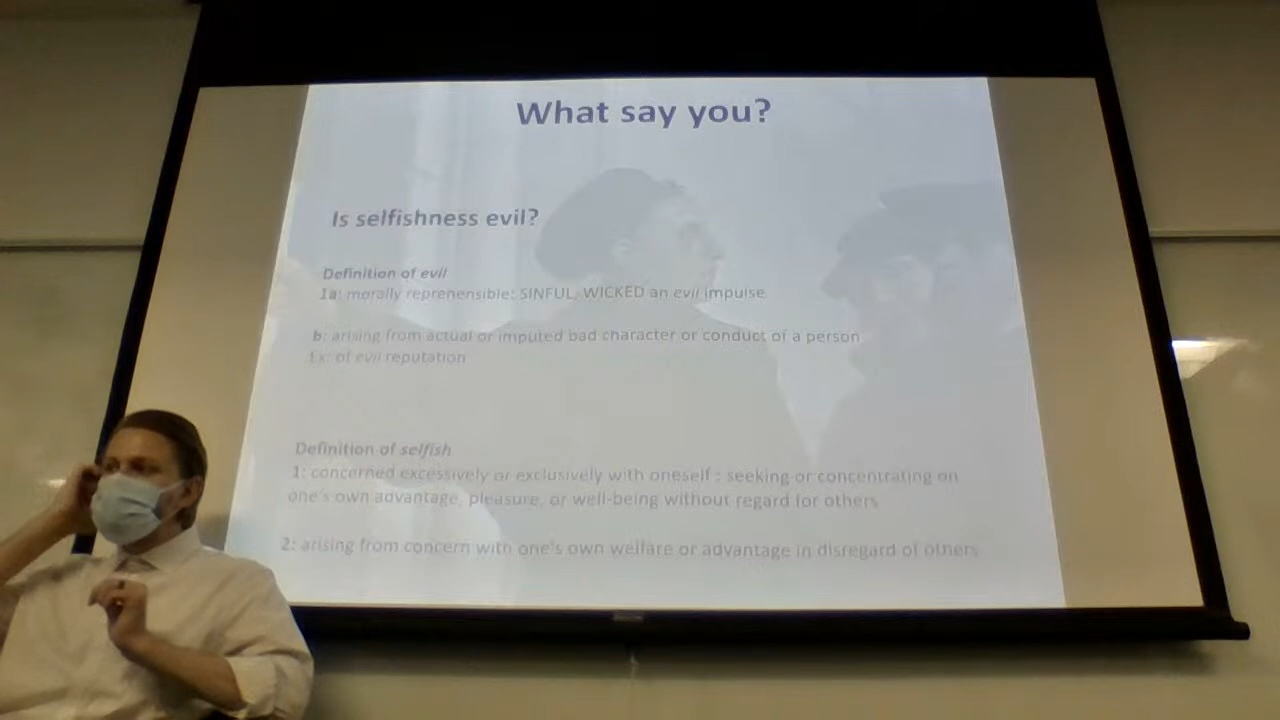 What say you?
Is selfishness evil?
Definition of evil
1a: morally reprehensible: SINFUL, WICKED an evil impulse
b: arising from actual or imputed bad character or conduct of a person
of evil reputation
Definition of selfish
1: concerned excessively or exclusively with oneself : seeking or concentrating on
one's own advantage, pleasure, or well-being without regard for others
2: arising from concern with one's own welfare or advantage in disregard of others